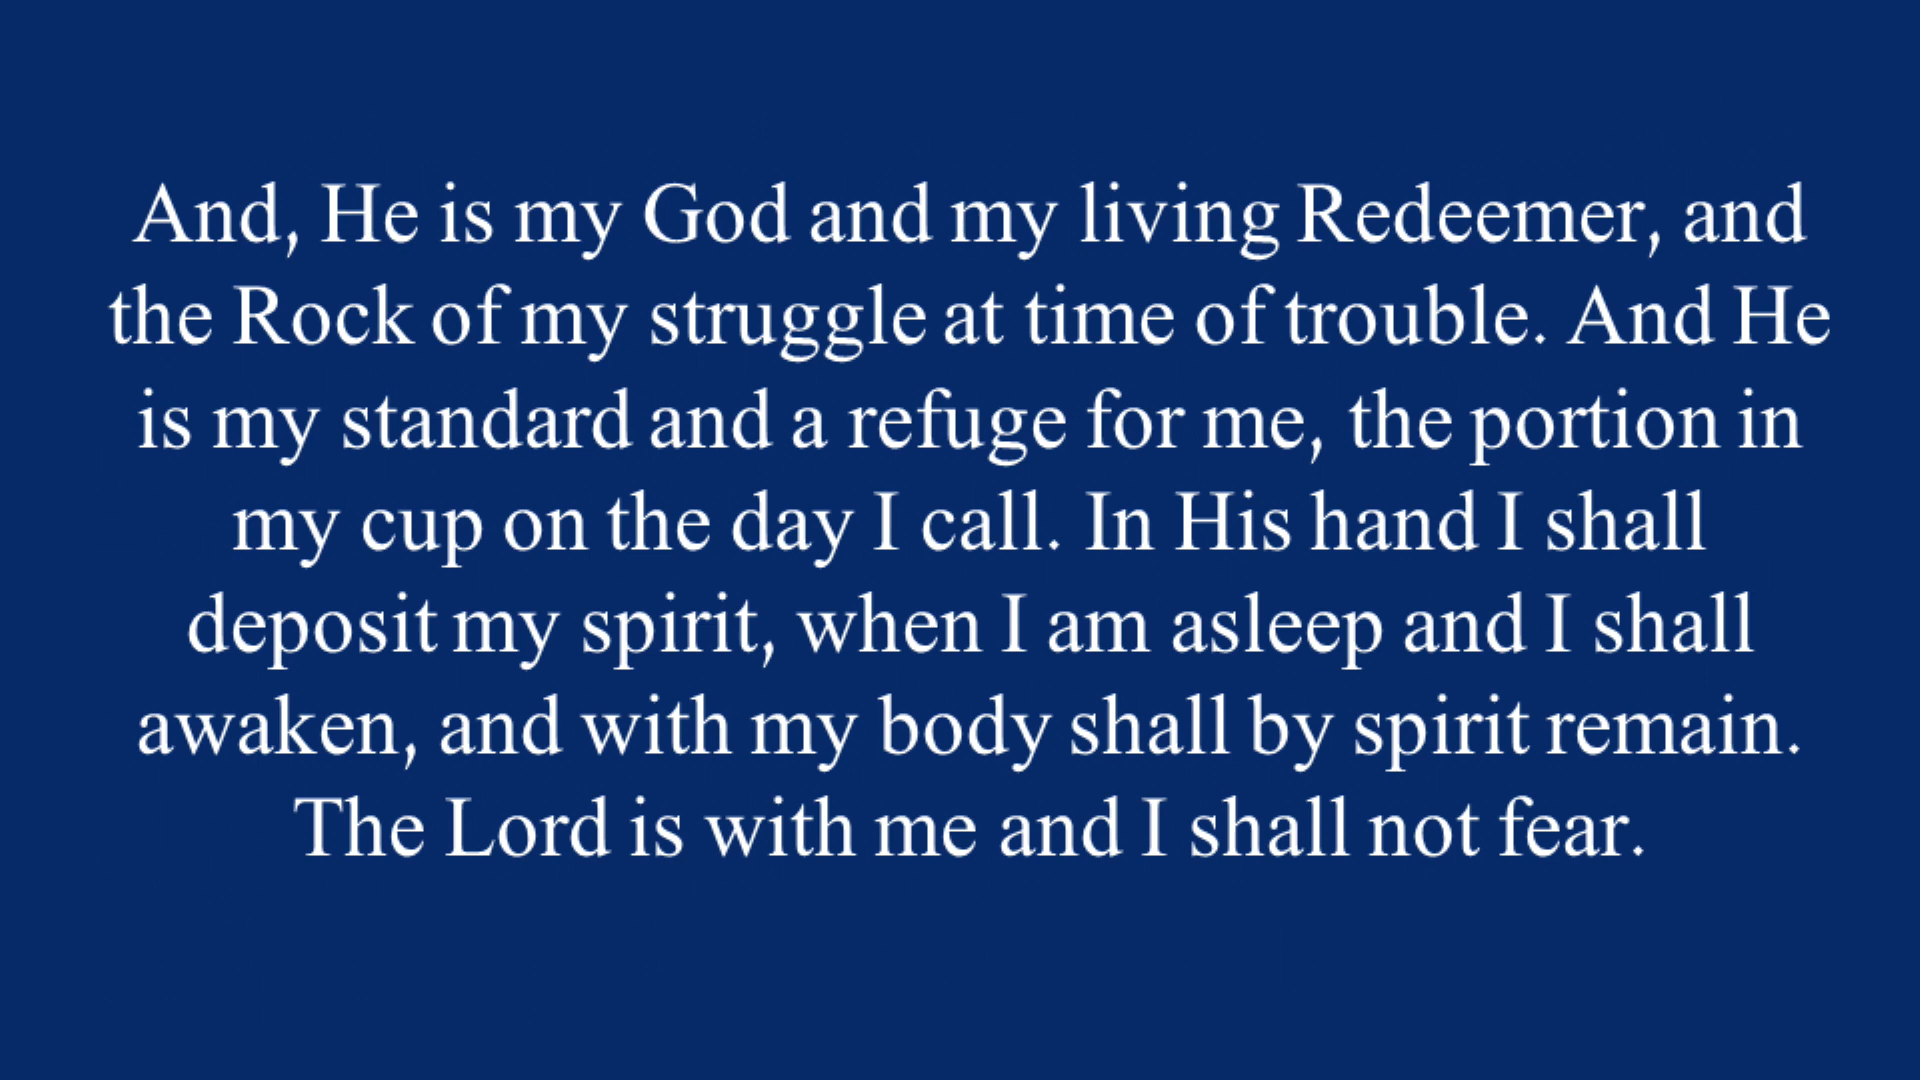 And, He is my God and my living Redeemer, and
the Rock of my struggle at time of trouble. And He
is my standard and a refuge for me, the portion in
my cup on the day I call. In His hand I shall
deposit my spirit, when I am asleep and I shall
awaken, and with my body shall by spirit remain.
The Lord is with me and I shall not fear.